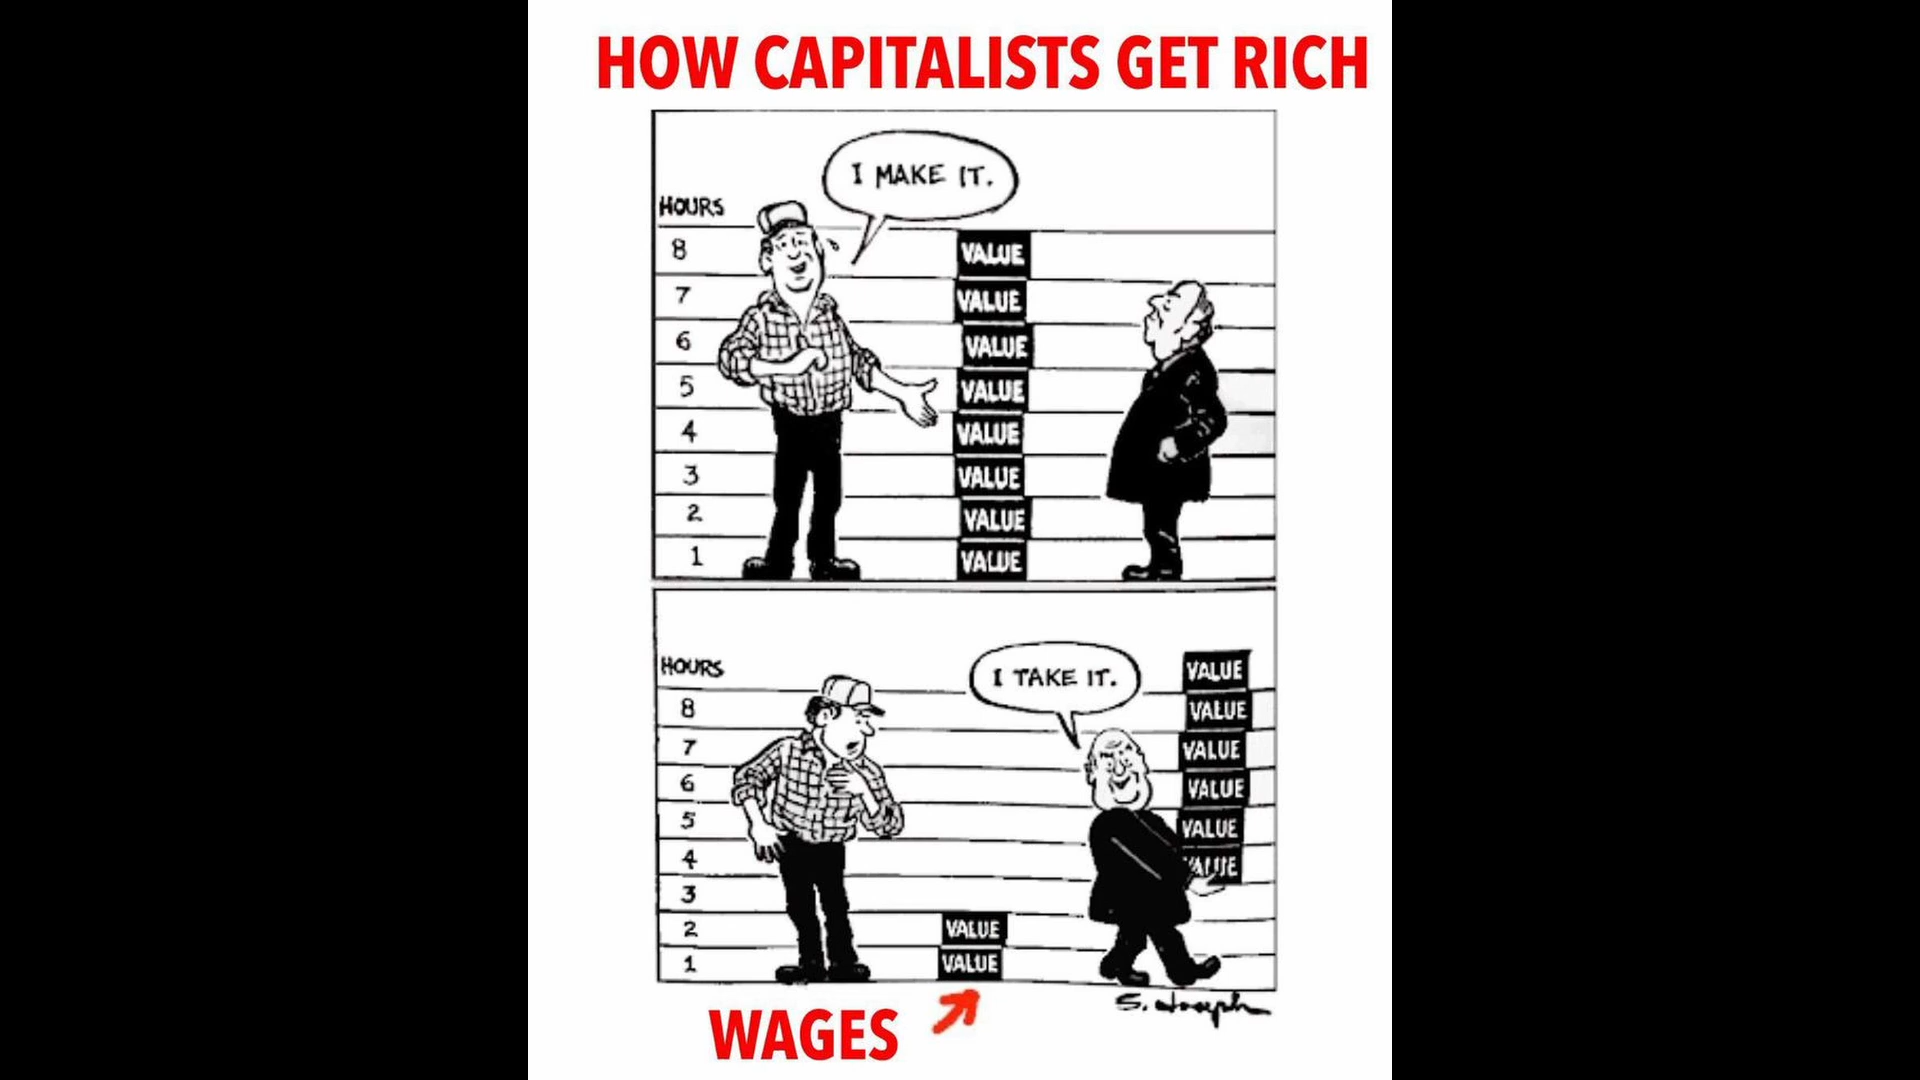 HOW CAPITALISTS GET RICH
I MAKE IT.
HOURS
8
7
6
5
4
3
2
1
VALUE
VALUE
VALUE
VALUE
VALUE
VALUE
VALUE
VALUE
I TAKE IT.
HOURS
8
7
6
5
4
3
2
1
VALUE
VALUE
VALUE
VALUE
VALUE
VALUE
VALUE
VALUE
S. Joseph
WAGES